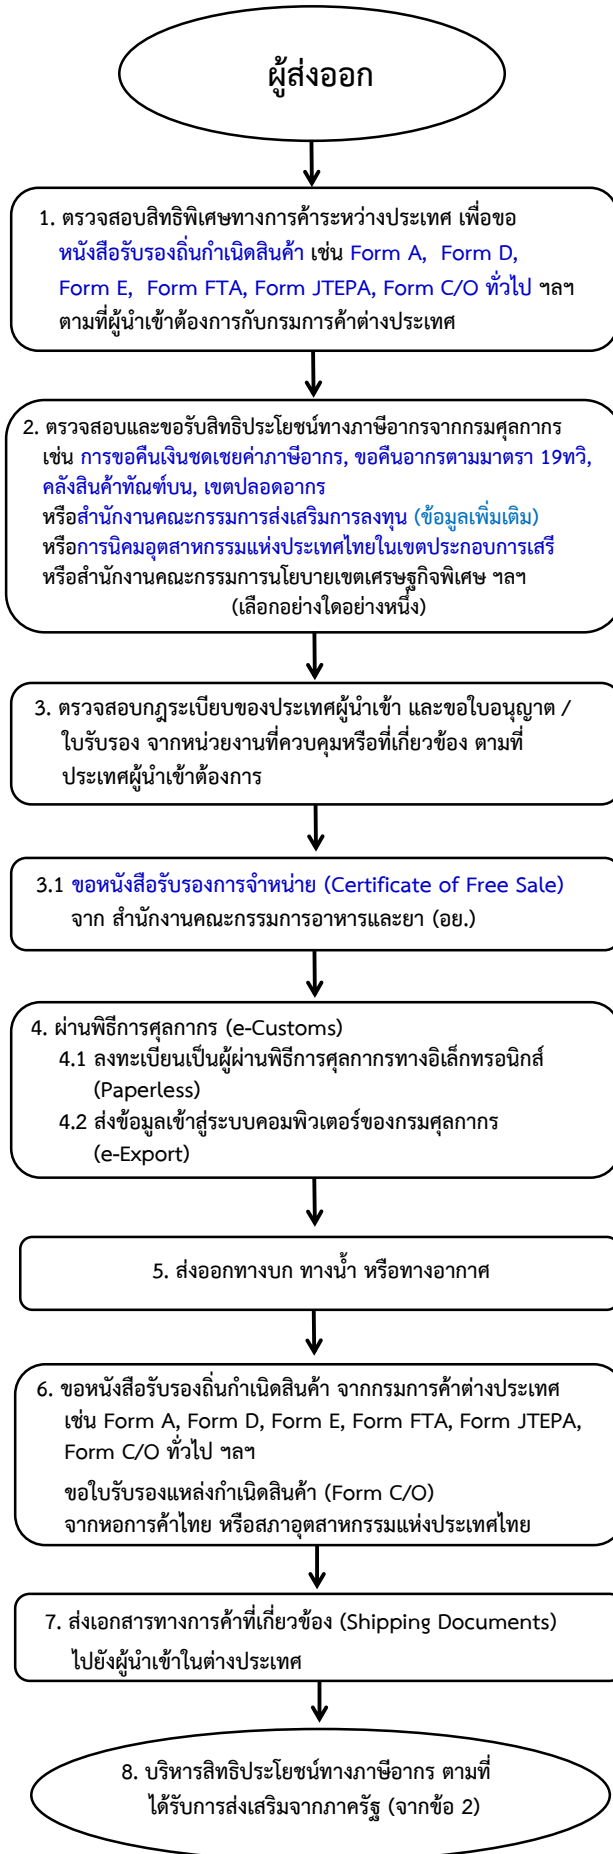 ผู้ส่งออก
1. ตรวจสอบสิทธิพิเศษทางการค้าระหว่างประเทศ เพื่อขอ
หนังสือรับรองถิ่นกำเนิดสินค้า เช่น Form A, Form D,
Form E, Form FTA, Form JTEPA, Form C/O ทั่วไป ฯลฯ
ตามที่ผู้นำเข้าต้องการกับกรมการค้าต่างประเทศ
2. ตรวจสอบและขอรับสิทธิประโยชน์ทางภาษีอากรจากกรมศุลกากร
เช่น การขอคืนเงินชดเชยค่าภาษีอากร, ขอคืนอากรตามมาตรา 19ทวิ,
คลังสินค้าทัณฑ์บน, เขตปลอดอากร
หรือสำนักงานคณะกรรมการส่งเสริมการลงทุน (ข้อมูลเพิ่มเติม)
หรือการนิคมอุตสาหกรรมแห่งประเทศไทยในเขตประกอบการเสรี
หรือสำนักงานคณะกรรมการนโยบายเขตเศรษฐกิจพิเศษ ฯลฯ
(เลือกอย่างใดอย่างหนึ่ง)
3. ตรวจสอบกฎระเบียบของประเทศผู้นำเข้า และขอใบอนุญาต /
ใบรับรอง จากหน่วยงานที่ควบคุมหรือที่เกี่ยวข้อง ตามที่
ประเทศผู้นำเข้าต้องการ
3.1 ขอหนังสือรับรองการจำหน่าย (Certificate of Free Sale)
จาก สำนักงานคณะกรรมการอาหารและยา (อย.)
4. ผ่านพิธีการศุลกากร (e-Customs)
4.1 ลงทะเบียนเป็นผู้ผ่านพิธีการศุลกากรทางอิเล็กทรอนิกส์
(Paperless)
4.2 ส่งข้อมูลเข้าสู่ระบบคอมพิวเตอร์ของกรมศุลกากร
(e-Export)
5. ส่งออกทางบก ทางน้ำ หรือทางอากาศ
6. ขอหนังสือรับรองถิ่นกำเนิดสินค้า จากกรมการค้าต่างประเทศ
เช่น Form A, Form D, Form E, Form FTA, Form JTEPA,
Form C/O ทั่วไป ฯลฯ
ขอใบรับรองแหล่งกำเนิดสินค้า (Form C/O)
จากหอการค้าไทย หรือสภาอุตสาหกรรมแห่งประเทศไทย
7. ส่งเอกสารทางการค้าที่เกี่ยวข้อง (Shipping Documents)
ไปยังผู้นำเข้าในต่างประเทศ
8. บริหารสิทธิประโยชน์ทางภาษีอากร ตามที่
ได้รับการส่งเสริมจากภาครัฐ (จากข้อ 2)